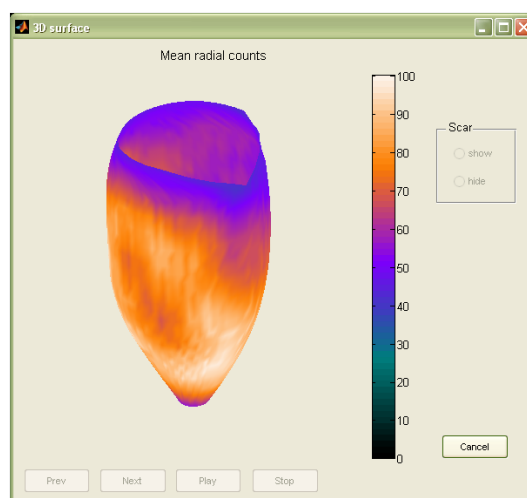 3D surface
Mean radial counts
100
90
80
70
60
50
40
30
20
10
0
Scar
show
hide
Cancel
Prev
Next
Play
Stop